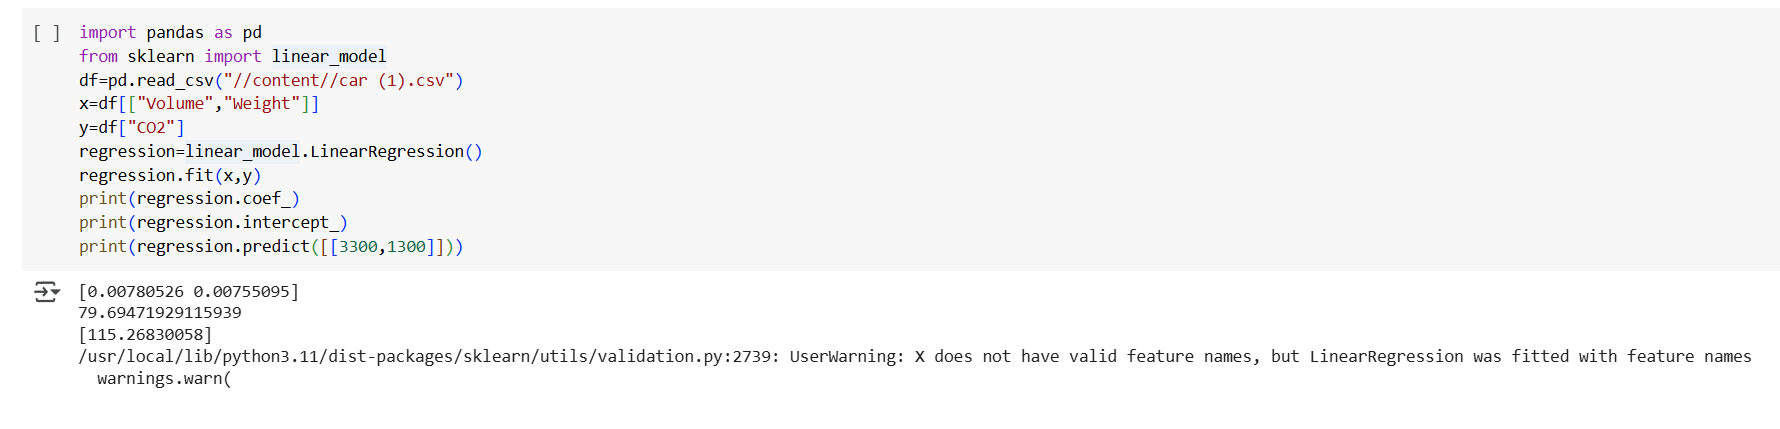 [ ] import pandas as pd
from sklearn import linear_model
df=pd.read_csv("//content//car (1).csv")
x=df[["Volume","Weight"]]
y=df["CO2"]
regression=linear_model.LinearRegression()
regression.fit(x,y)
print(regression.coef_)
print(regression.intercept_)
print(regression.predict([[3300,1300]]))
[0.00780526 0.00755095]
79.69471929115939
[115.26830058]
/usr/local/lib/python3.11/dist-packages/sklearn/utils/validation.py:2739: UserWarning: X does not have valid feature names, but LinearRegression was fitted with feature names
warnings.warn(